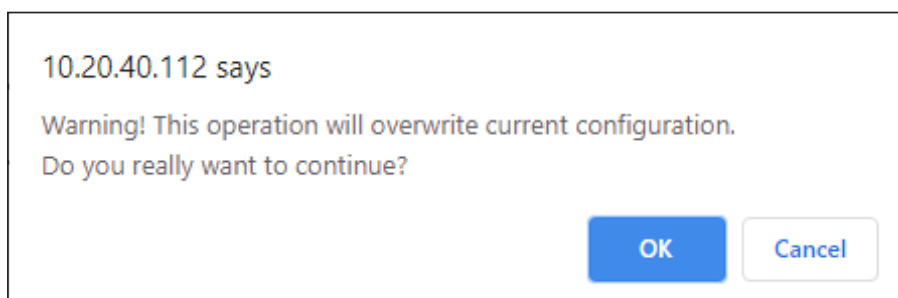 10.20.40.112 says
Warning! This operation will overwrite current configuration.
Do you really want to continue?
OK Cancel